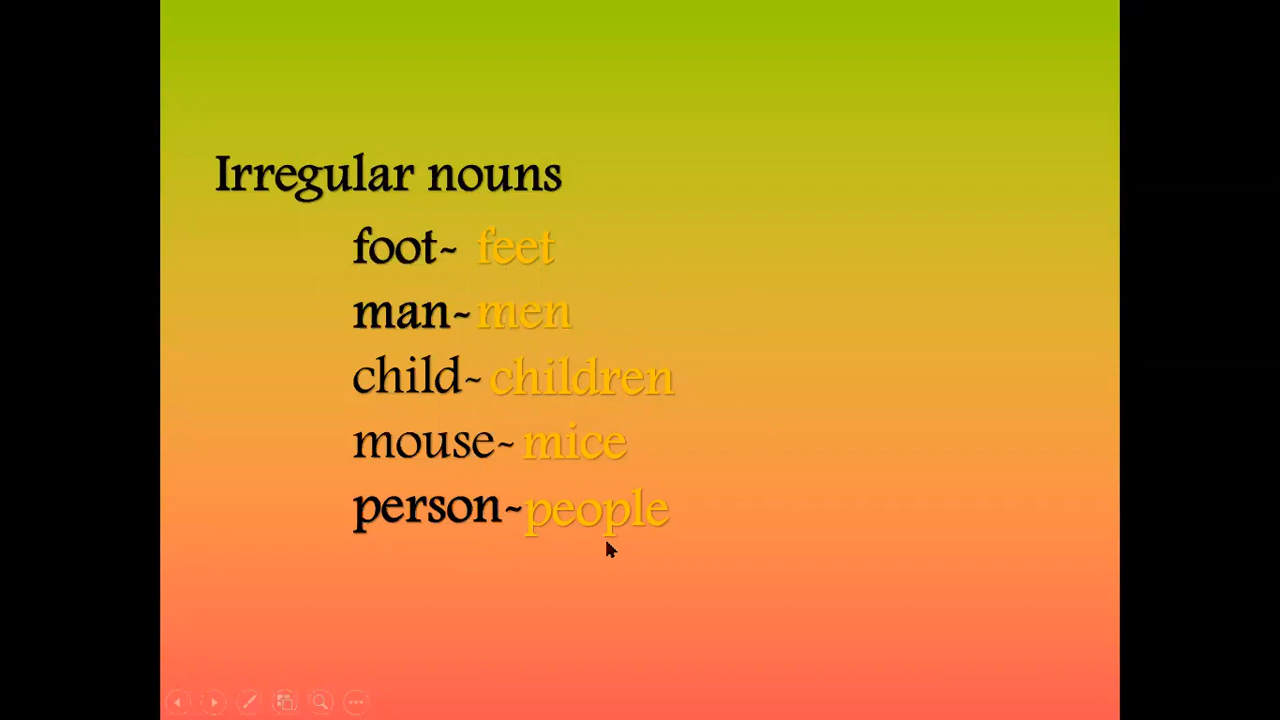 Irregular nouns
foot- feet
man- men
child- children
mouse- mice
person-people